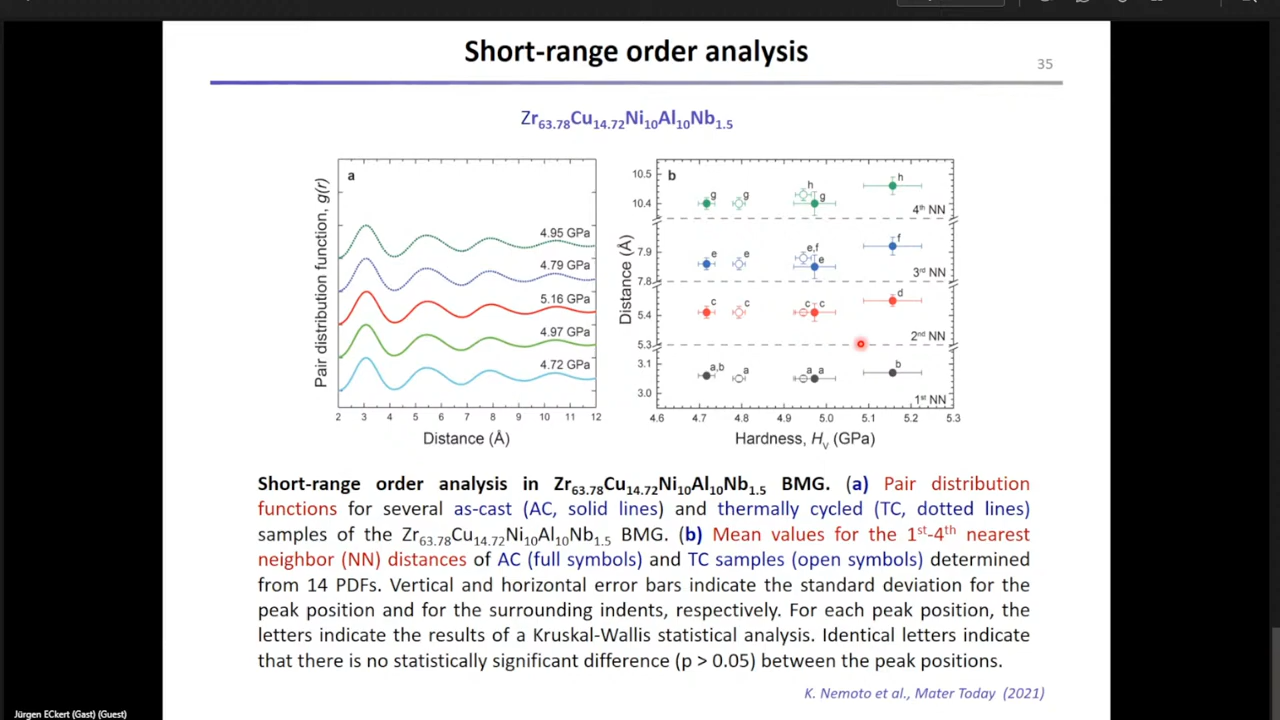 Short-range order analysis
35
Zr63.78Cu14.72Ni10Al10Nb1.5
a
Pair distribution function, g(r)
4.95 GPa
4.79 GPa
5.16 GPa
4.97 GPa
4.72 GPa
2 3 4 5 6 7 8 9 10 11 12
Distance (Å)
b
Distance (Å)
10.5
10.4
7.9
7.8
5.4
5.3
3.1
3.0
g g h g h
4th NN
e e e,f e f
3rd NN
c c c c d
2nd NN
a,b a a a b
1st NN
4.6 4.7 4.8 4.9 5.0 5.1 5.2 5.3
Hardness, HV (GPa)
Short-range order analysis in Zr63.78Cu14.72Ni10Al10Nb1.5 BMG. (a) Pair distribution
functions for several as-cast (AC, solid lines) and thermally cycled (TC, dotted lines)
samples of the Zr63.78Cu14.72Ni10Al10Nb1.5 BMG. (b) Mean values for the 1st-4th nearest
neighbor (NN) distances of AC (full symbols) and TC samples (open symbols) determined
from 14 PDFs. Vertical and horizontal error bars indicate the standard deviation for the
peak position and for the surrounding indents, respectively. For each peak position, the
letters indicate the results of a Kruskal-Wallis statistical analysis. Identical letters indicate
that there is no statistically significant difference (p > 0.05) between the peak positions.
K. Nemoto et al., Mater Today (2021)
Jürgen ECkert (Gast) (Guest)